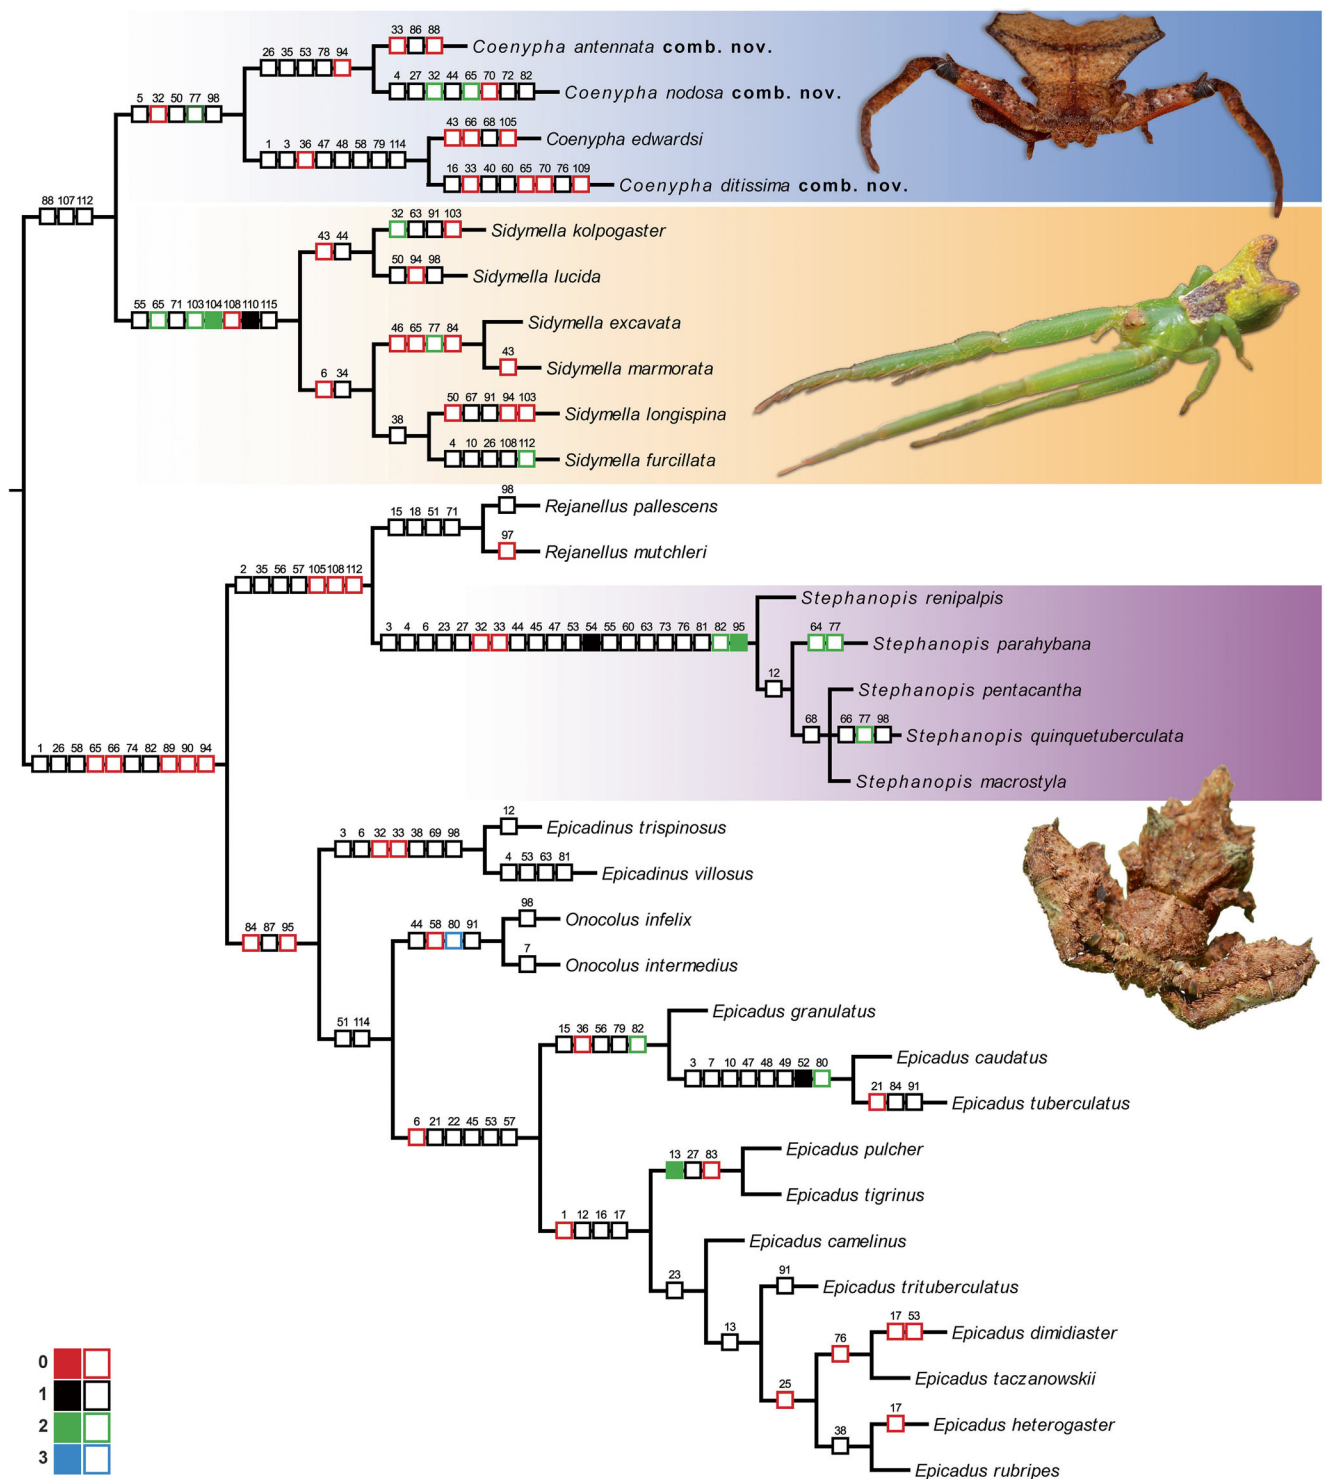 33 86 88
Coenypha antennata comb. nov.
26 35 53 78 94
4 27 32 44 65 70 72 82
Coenypha nodosa comb. nov.
5 32 50 77 98
43 66 68 105
Coenypha edwardsi
1 3 36 47 48 58 79 114
16 33 40 60 65 70 76 109
Coenypha ditissima comb. nov.
88 107 112
32 63 91 103
Sidymella kolpogaster
43 44
50 94 98
Sidymella lucida
55 65 71 103 104 108 110 115
Sidymella excavata
46 65 77 84
43
Sidymella marmorata
6 34
50 67 91 94 103
Sidymella longispina
38
4 10 26 108 112
Sidymella furcillata
98
Rejanellus pallescens
15 18 51 71
97
Rejanellus mutchleri
2 35 56 57 105 108 112
Stephanopis renipalpis
3 4 6 23 27 32 33 44 45 47 53 54 55 60 63 73 76 81 82 95
64 77
Stephanopis parahybana
12
Stephanopis pentacantha
68
66 77 98
Stephanopis quinquetuberculata
1 26 58 65 66 74 82 89 90 94
Stephanopis macrostyla
12
Epicadinus trispinosus
3 6 32 33 38 69 98
4 53 63 81
Epicadinus villosus
98
Onocolus infelix
84 87 95
44 58 80 91
7
Onocolus intermedius
Epicadus granulatus
51 114
15 36 56 79 82
Epicadus caudatus
3 7 10 47 48 49 52 80
21 84 91
Epicadus tuberculatus
6 21 22 45 53 57
Epicadus pulcher
13 27 83
Epicadus tigrinus
1 12 16 17
Epicadus camelinus
23
91
Epicadus trituberculatus
13
17 53
Epicadus dimidiaster
76
Epicadus taczanowskii
25
17
Epicadus heterogaster
38
Epicadus rubripes
0
1
2
3